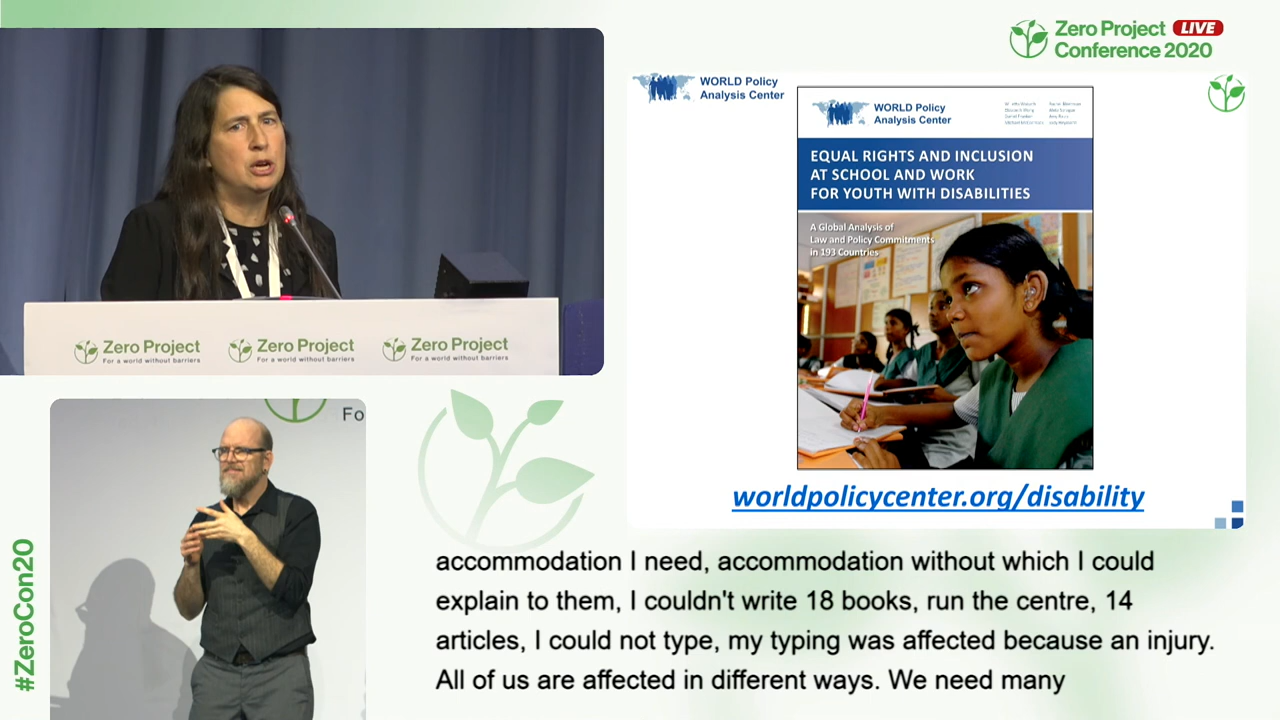 Zero Project LIVE
Conference 2020
WORLD Policy
Analysis Center
WORLD Policy
Analysis Center
EQUAL RIGHTS AND INCLUSION
AT SCHOOL AND WORK
FOR YOUTH WITH DISABILITIES
A Global Analysis of
Law and Policy Commitments
in 193 Countries
worldpolicycenter.org/disability
Zero Project
For a world without barriers
Zero Project
For a world without barriers
Zero Project
For a world without barriers
Fo
#ZeroCon20
accommodation I need, accommodation without which I could
explain to them, I couldn't write 18 books, run the centre, 14
articles, I could not type, my typing was affected because an injury.
All of us are affected in different ways. We need many